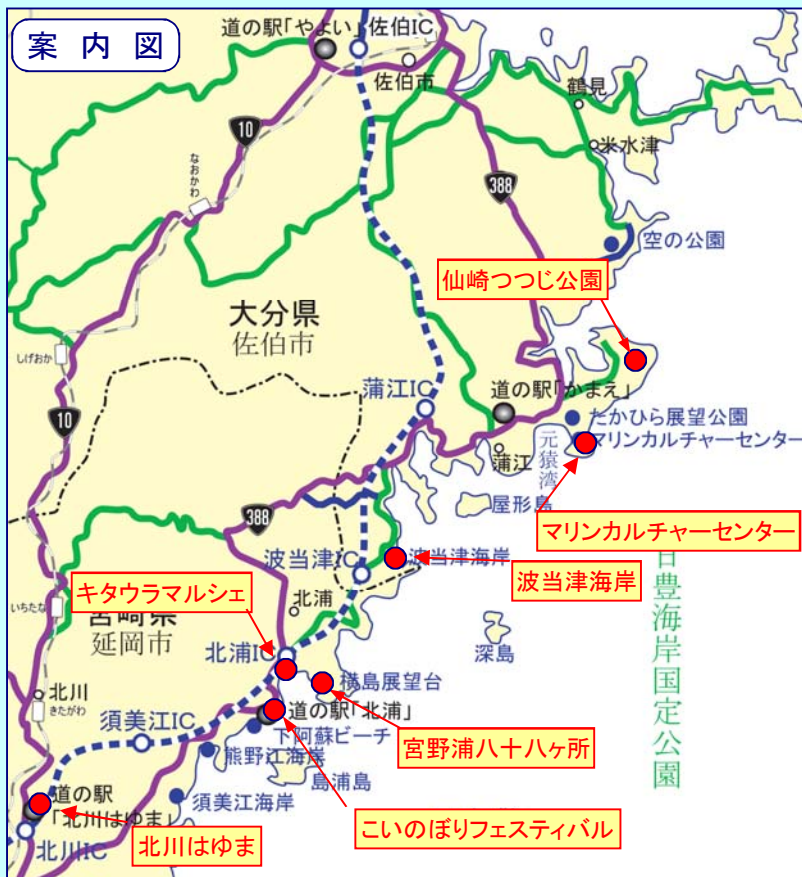 案内図
道の駅「やよい」
佐伯IC
佐伯市
鶴見
米水津
10
なおかわ
388
空の公園
仙崎つつじ公園
大分県
佐伯市
しげおか
蒲江IC
道の駅「かまえ」
たかひら展望公園
マリンカルチャーセンター
10
蒲江
元猿湾
屋形島
マリンカルチャーセンター
388
波当津IC
波当津海岸
波当津海岸
キタウラマルシェ
いちたな
宮崎県
延岡市
北浦
日豊海岸国定公園
深島
北浦IC
横島展望台
北川
きたがわ
須美江IC
道の駅「北浦」
宮野浦八十八ヶ所
下阿蘇ビーチ
熊野江海岸
島浦島
道の駅
「北川はゆま」
須美江海岸
こいのぼりフェスティバル
北川はゆま
北川IC